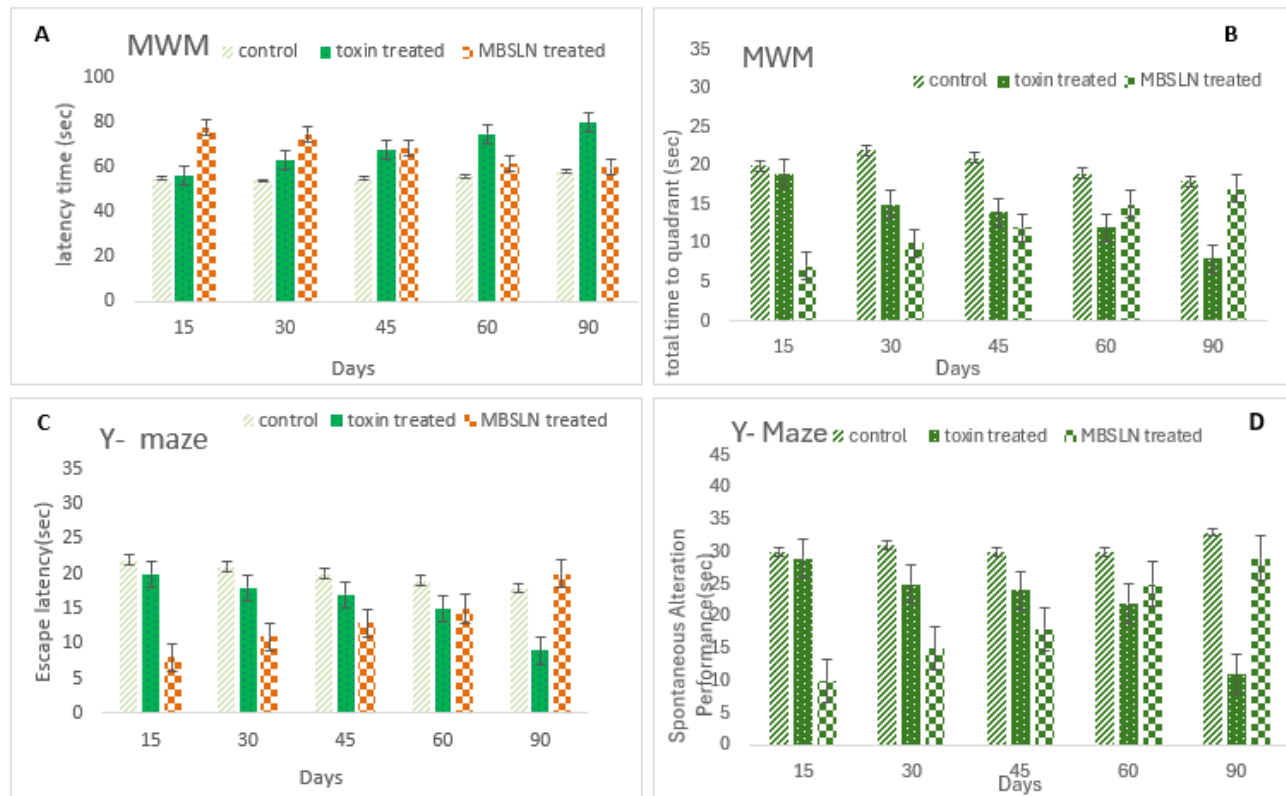 A
MWM
control toxin treated MBSLN treated
latency time (sec)
100
80
60
40
20
0
15 30 45 60 90
Days
B
MWM
control toxin treated MBSLN treated
total time to quadrant (sec)
35
30
25
20
15
10
5
0
15 30 45 60 90
Days
C
Y- maze
control toxin treated MBSLN treated
Escape latency(sec)
35
30
25
20
15
10
5
0
15 30 45 60 90
Days
Y- Maze
control toxin treated MBSLN treated
D
Spontaneous Alteration
Performance(sec)
45
40
35
30
25
20
15
10
5
0
15 30 45 60 90
Days